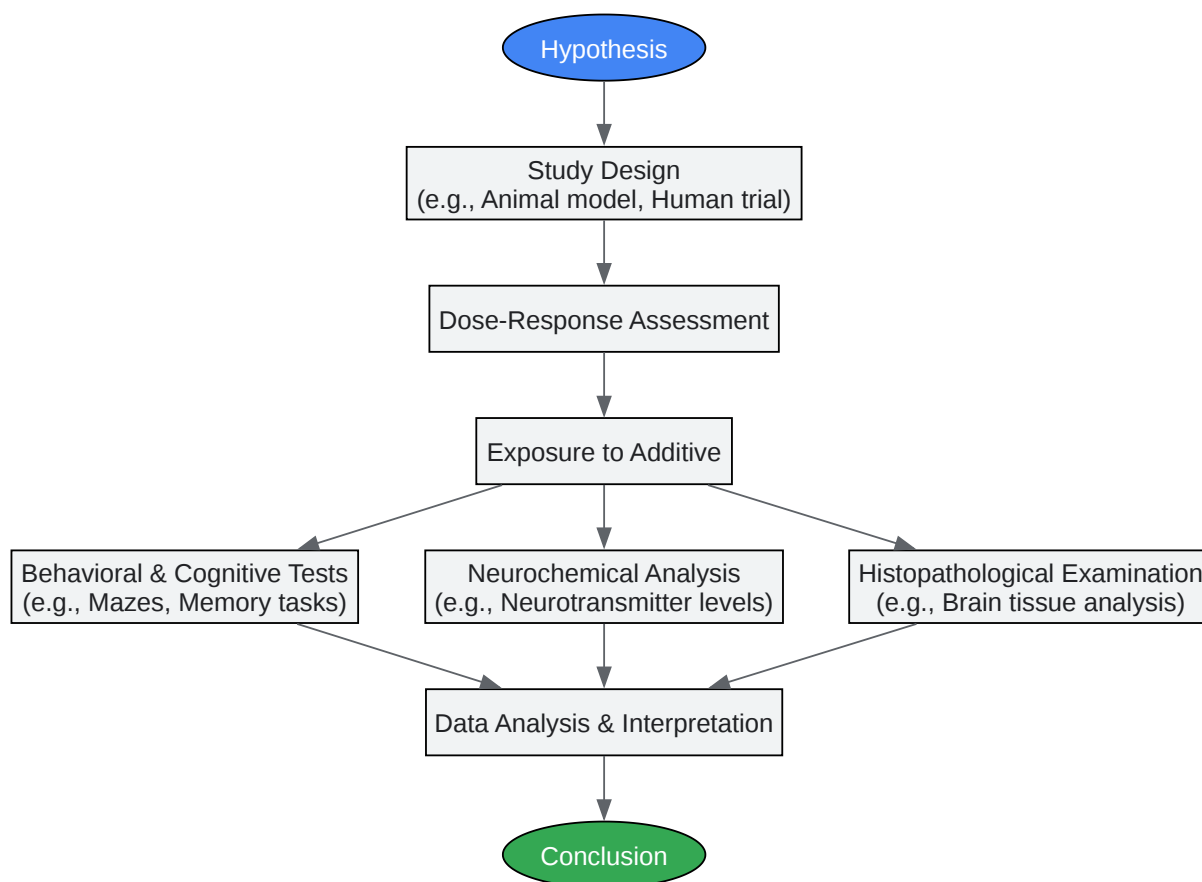 Hypothesis
Study Design
(e.g., Animal model, Human trial)
Dose-Response Assessment
Exposure to Additive
Behavioral & Cognitive Tests
(e.g., Mazes, Memory tasks)
Neurochemical Analysis
(e.g., Neurotransmitter levels)
Histopathological Examination
(e.g., Brain tissue analysis)
Data Analysis & Interpretation
Conclusion